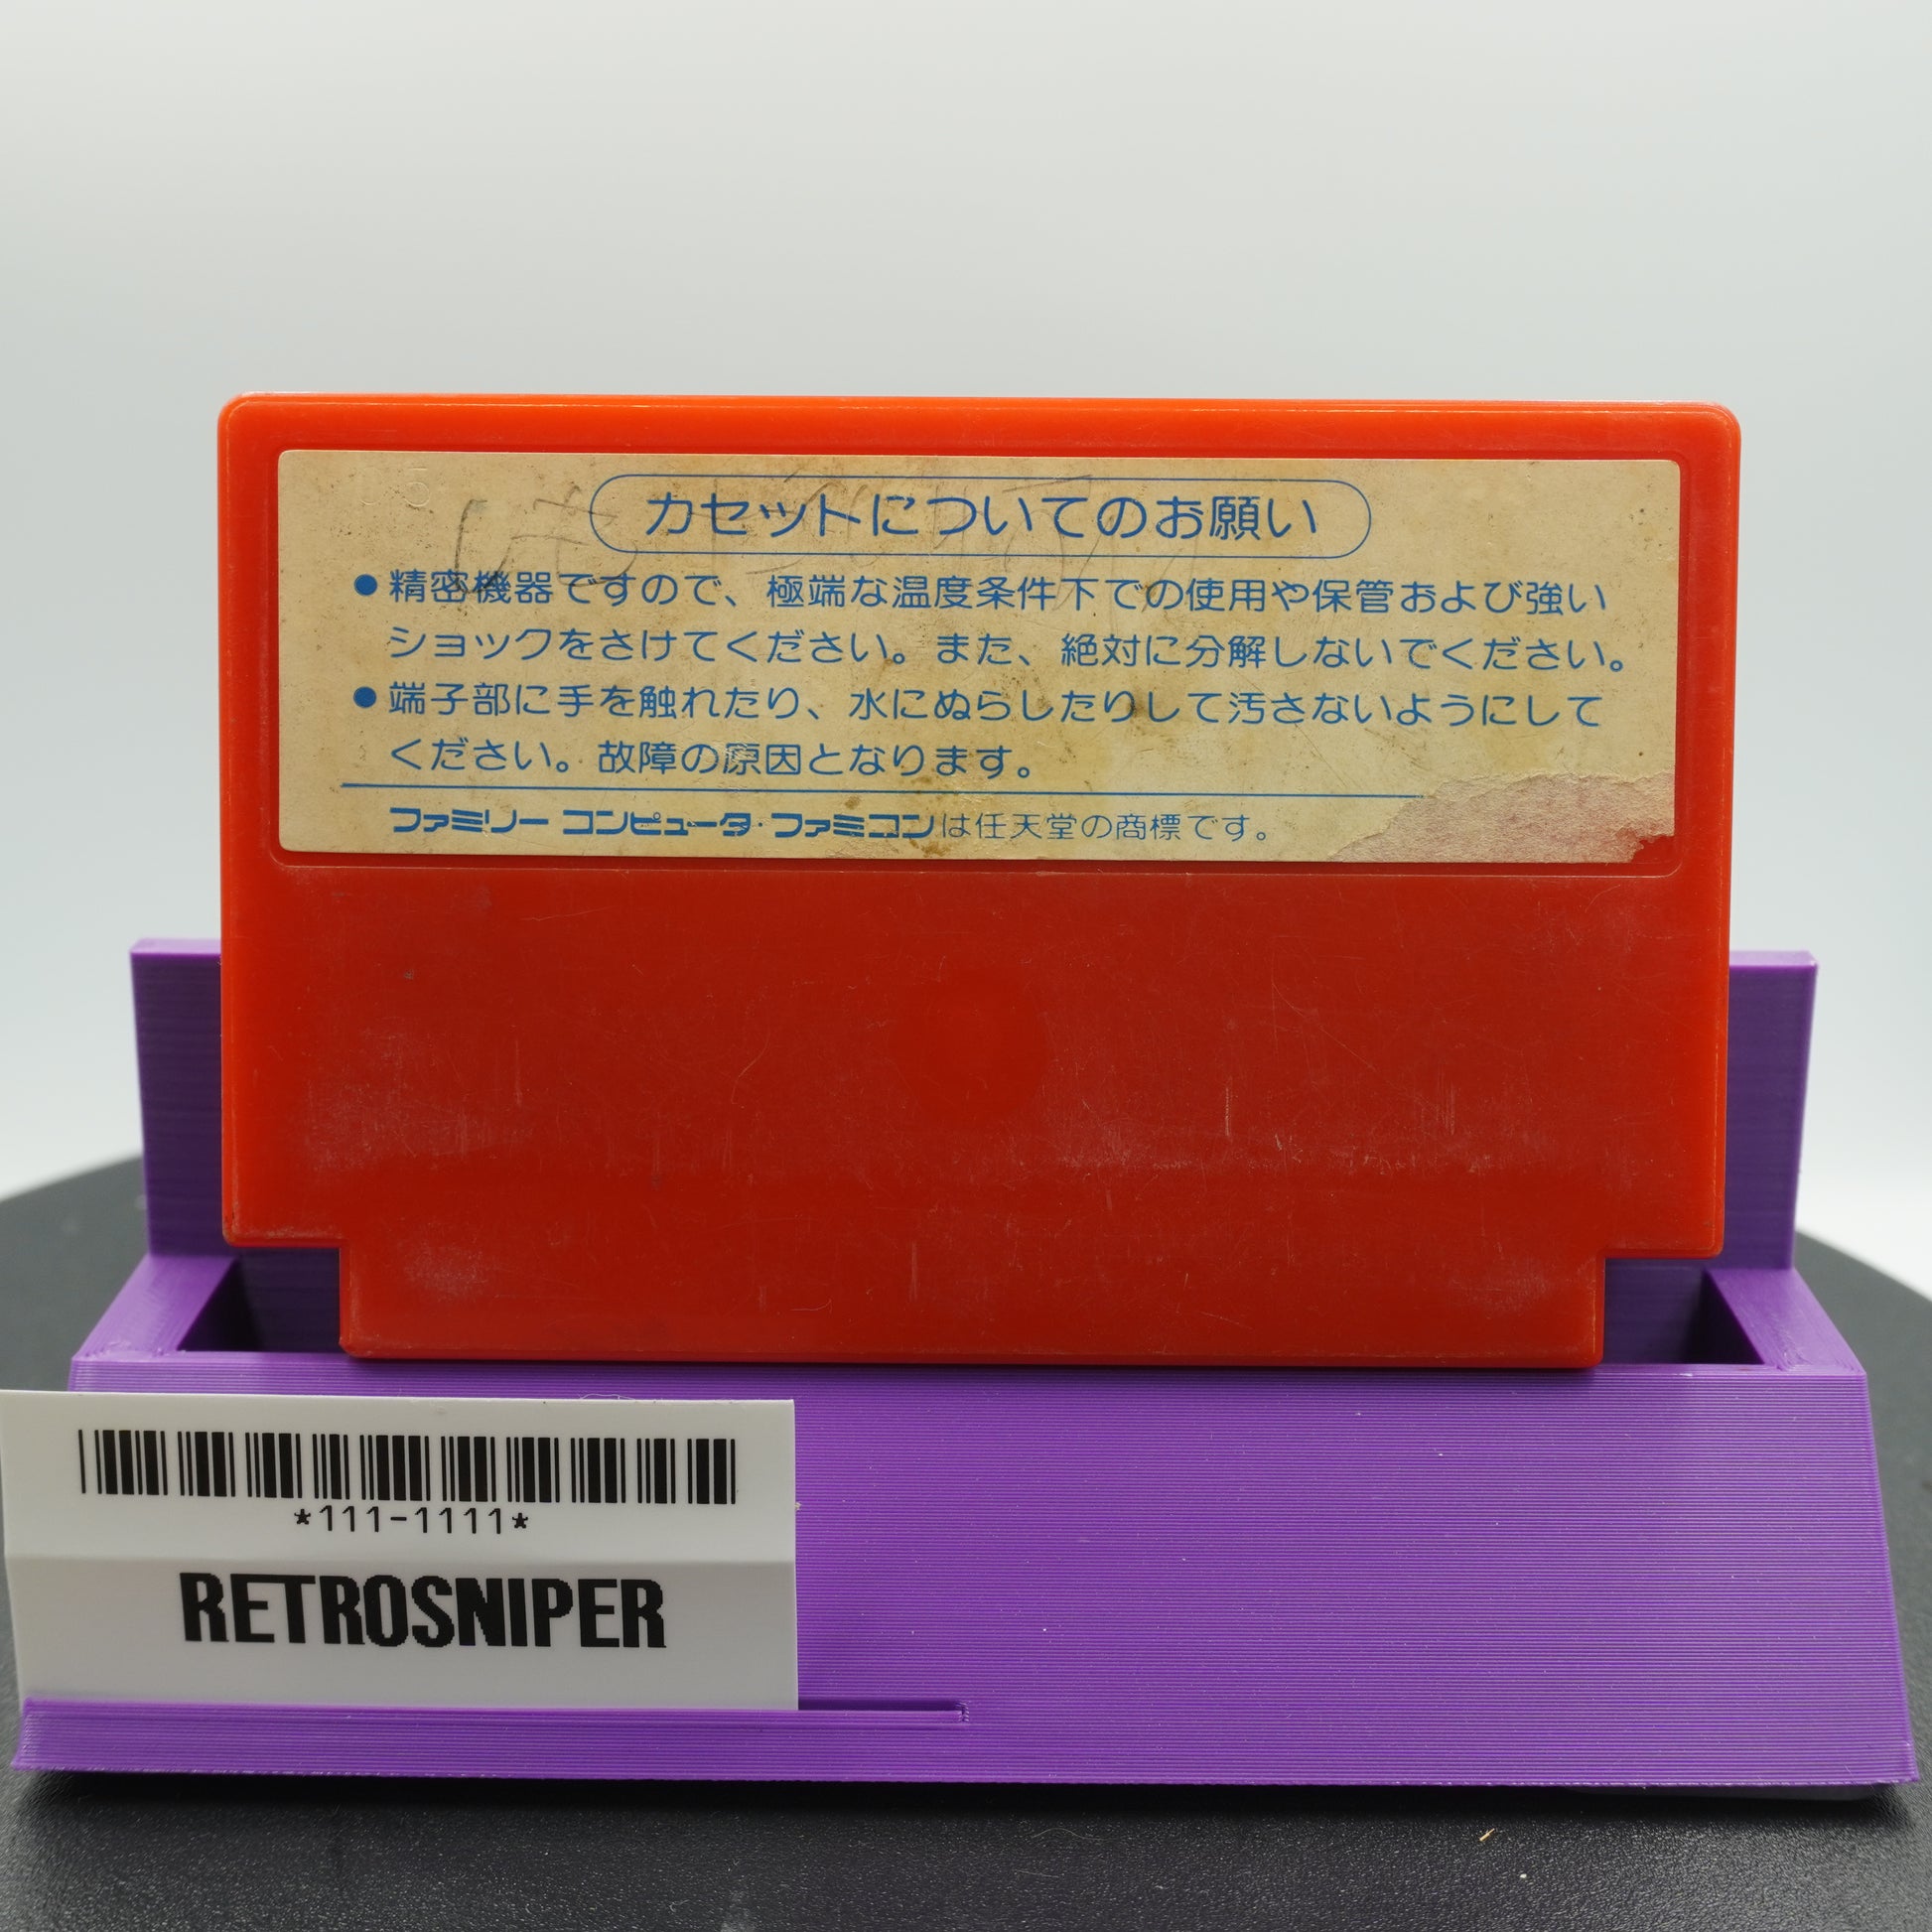 カセットについてのお願い
●精密機器ですので、極端な温度条件下での使用や保管および強い
ショックをさけてください。また、絶対に分解しないでください。
●端子部に手を触れたり、水にぬらしたりして汚さないようにして
ください。故障の原因となります。
ファミリー コンピュータ・ファミコンは任天堂の商標です。
*111-1111*
RETROSNIPER